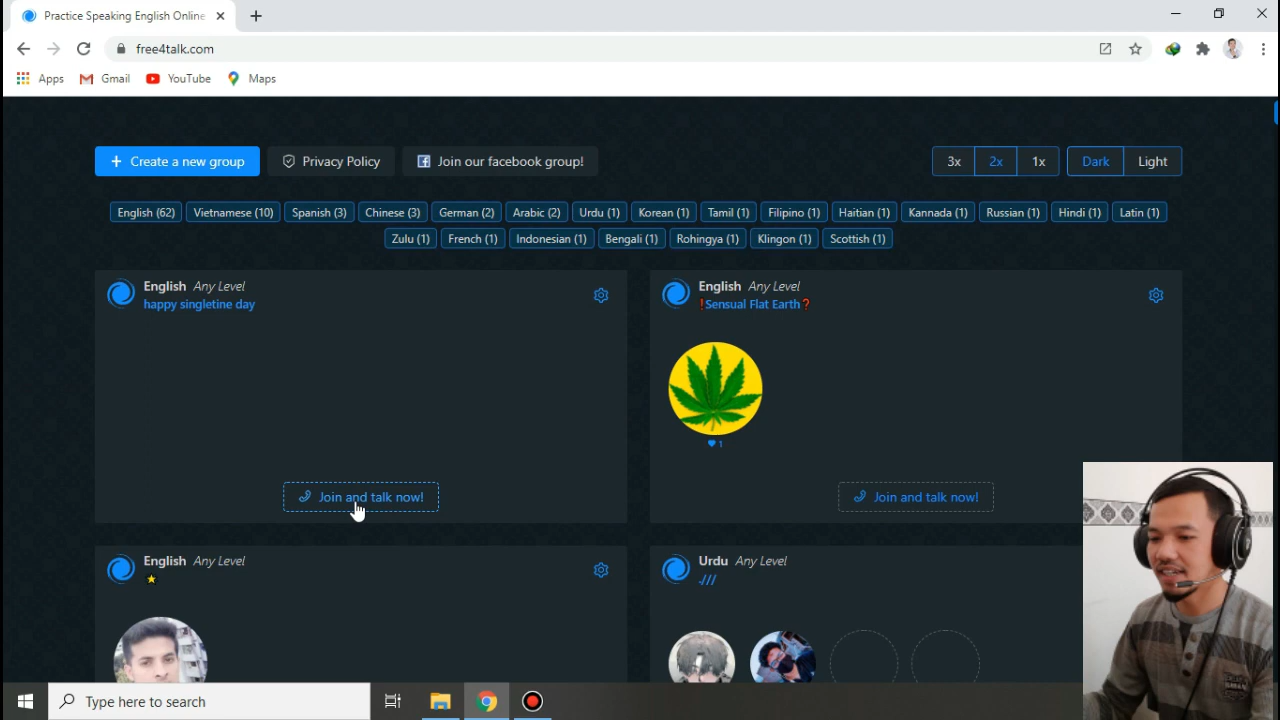 Practice Speaking English Online
free4talk.com
Apps Gmail YouTube Maps
Create a new group Privacy Policy Join our facebook group! 3x 2x 1x Dark Light
English (62) Vietnamese (10) Spanish (3) Chinese (3) German (2) Arabic (2) Urdu (1) Korean (1) Tamil (1) Filipino (1) Haitian (1) Kannada (1) Russian (1) Hindi (1) Latin (1)
Zulu (1) French (1) Indonesian (1) Bengali (1) Rohingya (1) Klingon (1) Scottish (1)
English Any Level
happy singletine day
Join and talk now!
English Any Level
❗Sensual Flat Earth❓
1
Join and talk now!
English Any Level
Urdu Any Level
.///
Type here to search